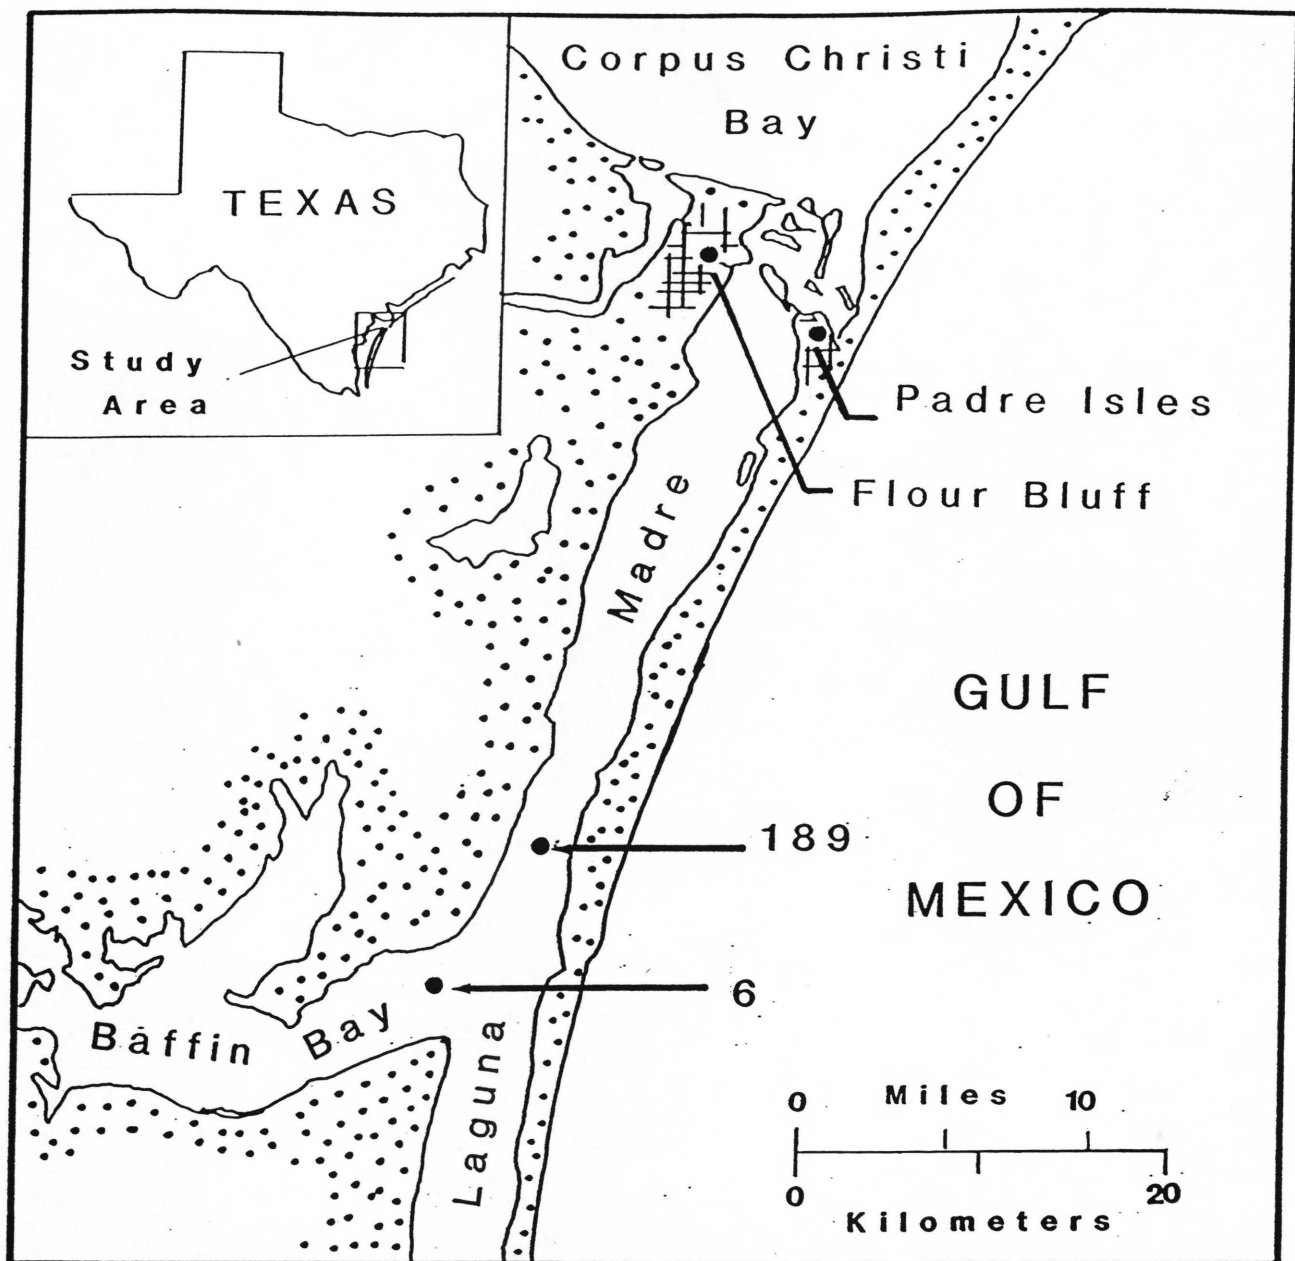 Corpus Christi
Bay
TEXAS
Study
Area
Padre Isles
Flour Bluff
Madre
GULF
OF
MEXICO
189
6
Baffin Bay
Laguna
0 Miles 10
0 20
Kilometers